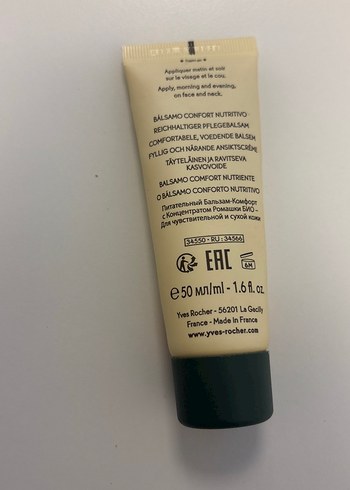 Appliquer matin et soir
sur le visage et le cou.
Apply, morning and evening,
on face and neck.
BÁLSAMO CONFORT NUTRITIVO
REICHHALTIGER PFLEGEBALSAM
COMFORTABELE, VOEDENDE BALSEM
FYLLIG OCH NÄRANDE ANSIKTSCRÈME
TÄYTELÄINEN JA RAVITSEVA
KASVOVOIDE
BALSAMO COMFORT NUTRIENTE
O BÁLSAMO CONFORTO NUTRITIVO
Питательный Бальзам-Комфорт
с Концентратом Ромашки БИО –
Для чувствительной и сухой кожи
34550 - RU : 34566
EAC
6M
℮ 50 мл/ml - 1.6 fl. oz.
Yves Rocher - 56201 La Gacilly
France - Made in France
www.yves-rocher.com